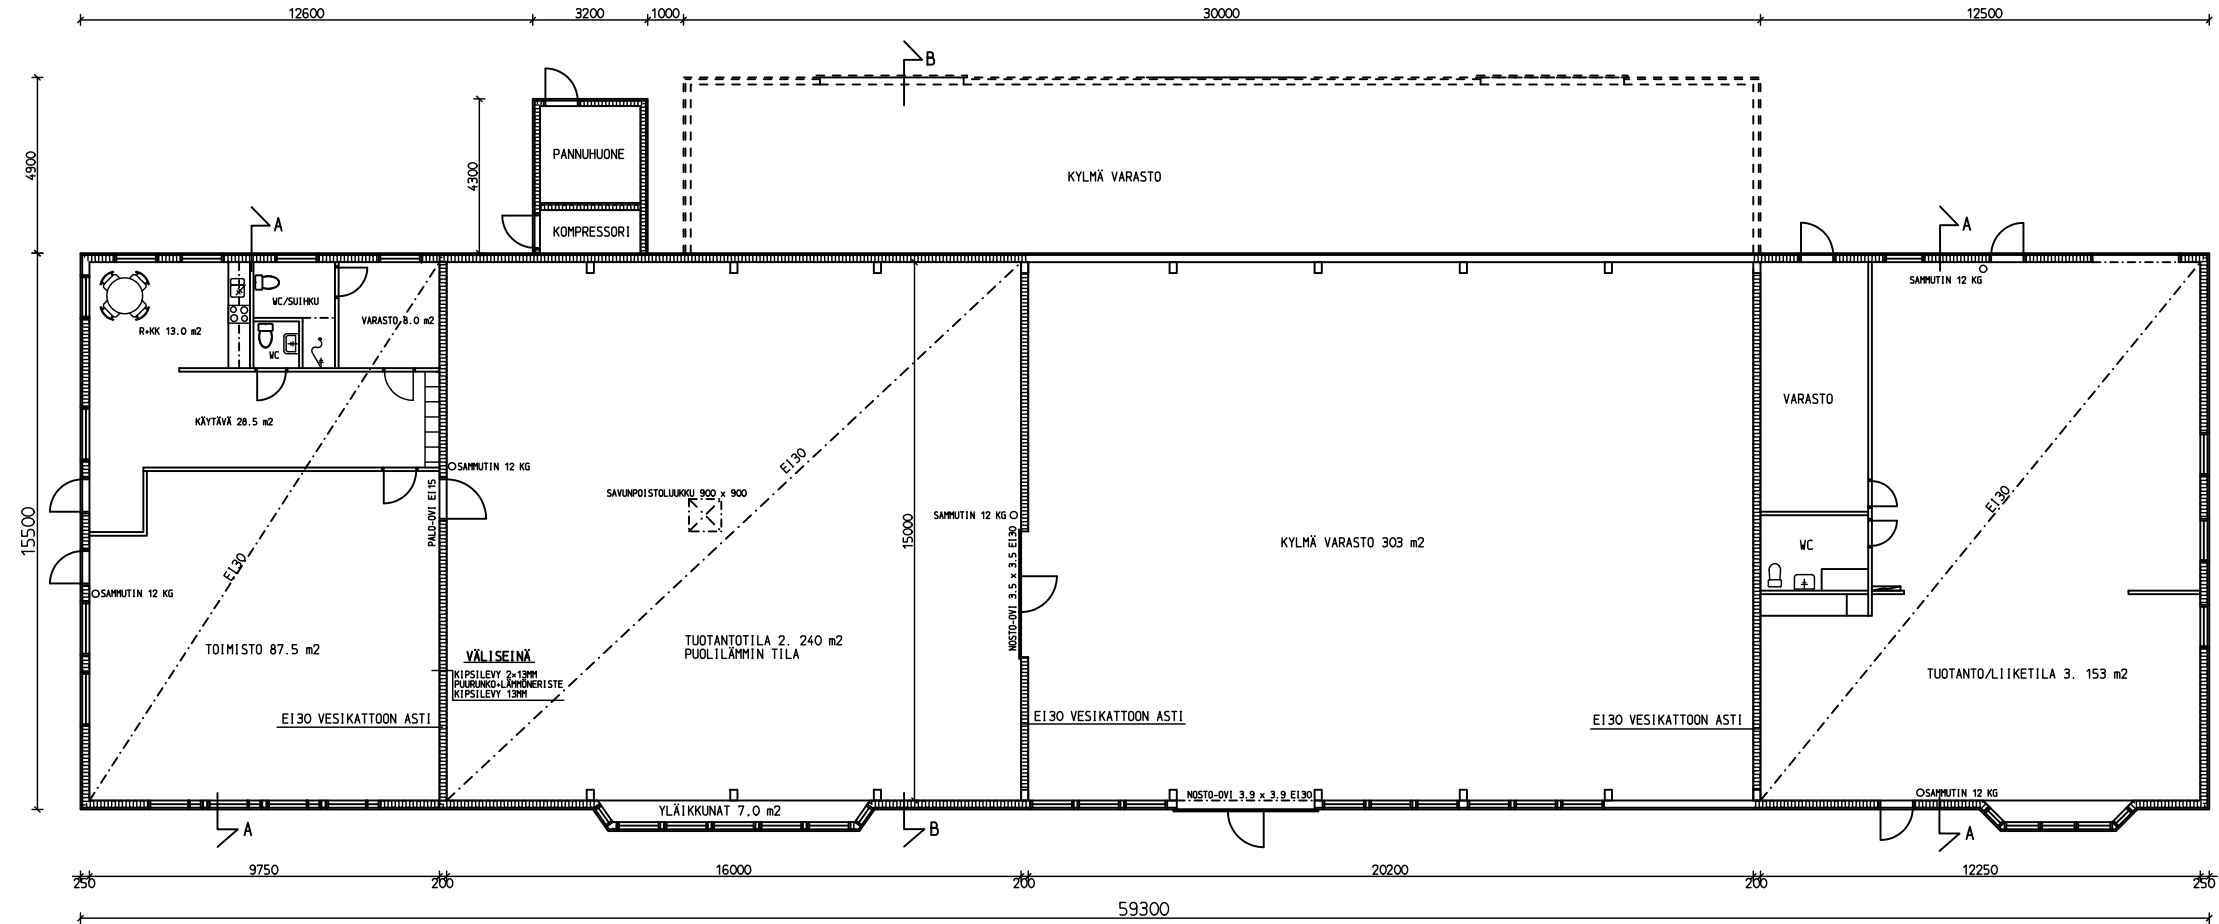 12600
3200
1000
30000
12500
B
4900
4300
PANNUHUONE
KOMPRESSORI
KYLMÄ VARASTO
A
A
WC/SUIHKU
R+KK 13.0 m2
WC
VARASTO 8.0 m2
SAMMUTIN 12 KG
KÄYTÄVÄ 28.5 m2
VARASTO
15500
SAMMUTIN 12 KG
PALO-OVI EI15
EI30
SAVUNPOISTOLUUKKU 900 x 900
15000
SAMMUTIN 12 KG
NOSTO-OVI 3.5 x 3.5 EI30
EI30
EI30
KYLMÄ VARASTO 303 m2
WC
SAMMUTIN 12 KG
TOIMISTO 87.5 m2
TUOTANTOTILA 2. 240 m2
PUOLILÄMMIN TILA
VÄLISEINÄ
KIPSILEVY 2×13MM
PUURUNKO+LÄMMÖNERISTE
KIPSILEVY 13MM
TUOTANTO/LIIKETILA 3. 153 m2
EI30 VESIKATTOON ASTI
EI30 VESIKATTOON ASTI
EI30 VESIKATTOON ASTI
NOSTO-OVI 3.9 x 3.9 EI30
SAMMUTIN 12 KG
YLÄIKKUNAT 7,0 m2
A
B
A
250
9750
200
16000
200
20200
200
12250
250
59300